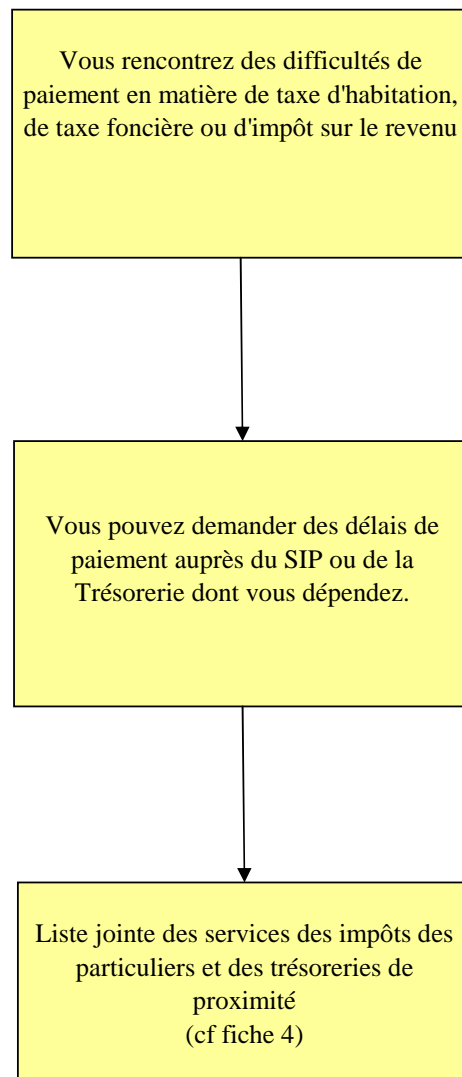 Vous rencontrez des difficultés de
paiement en matière de taxe d'habitation,
de taxe foncière ou d'impôt sur le revenu
Vous pouvez demander des délais de
paiement auprès du SIP ou de la
Trésorerie dont vous dépendez.
Liste jointe des services des impôts des
particuliers et des trésoreries de
proximité
(cf fiche 4)